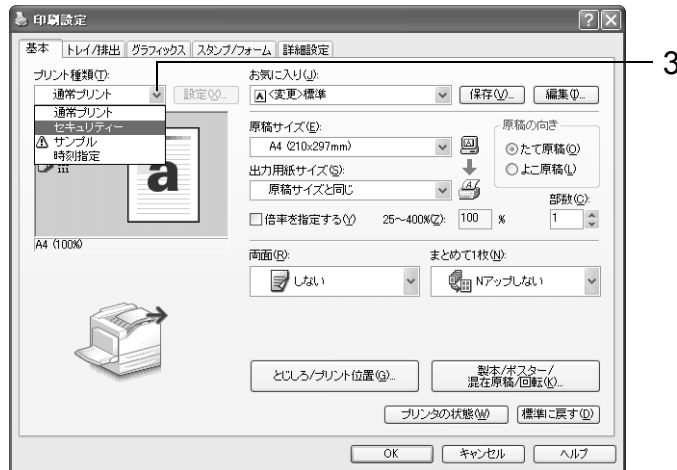 印刷設定
基本 トレイ/排出 グラフィックス スタンプ/フォーム 詳細設定
プリント種類(T):
通常プリント
設定(X)...
通常プリント
セキュリティー
サンプル
時刻指定
a
A4 (100%)
お気に入り(J):
<変更>標準
保存(V)...
編集(I)...
原稿サイズ(E):
A4 (210x297mm)
出力用紙サイズ(S):
原稿サイズと同じ
原稿の向き
たて原稿(O)
よこ原稿(L)
倍率を指定する(Y) 25～400%(Z): 100 %
部数(C):
1
両面(R):
しない
まとめて1枚(N):
Nアップしない
とじしろ/プリント位置(G)...
製本/ポスター/
混在原稿/回転(K)...
プリンタの状態(W) 標準に戻す(D)
OK キャンセル ヘルプ
3